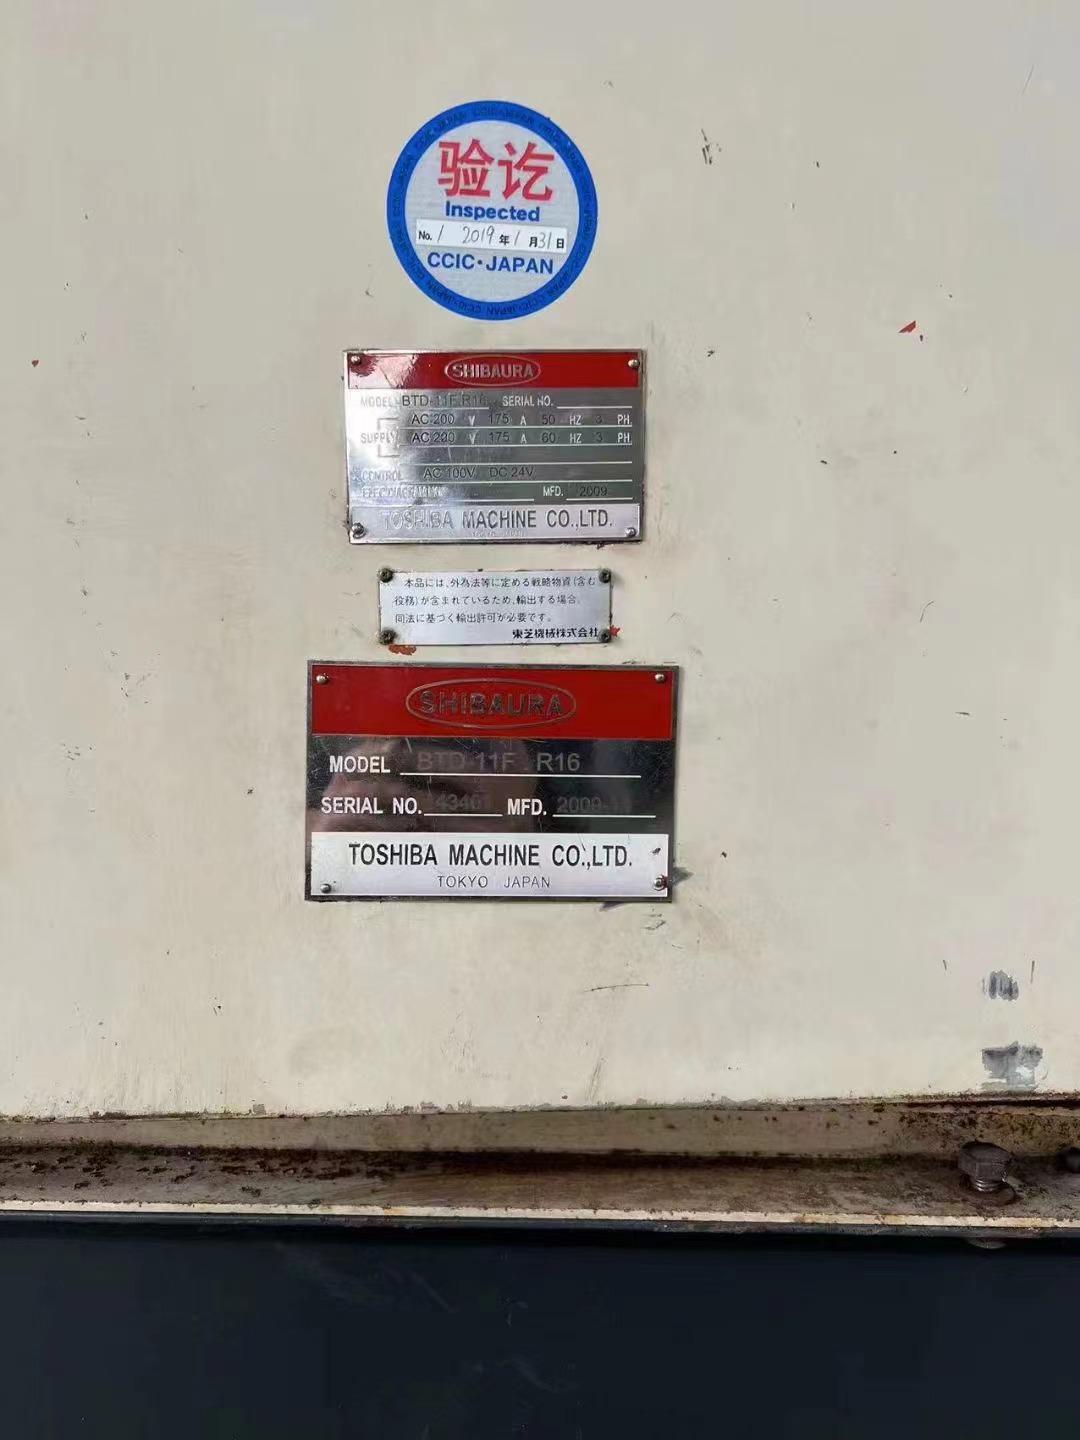 验讫
Inspected
No. 1 2019年1月31日
CCIC·JAPAN
SHIBAURA
MODEL BTD-11F.R16 SERIAL NO.
AC 200 V 175 A 50 HZ 3 PH.
SUPPLY AC 200 V 175 A 60 HZ 3 PH.
CONTROL AC 100V DC 24V
MFD. 2009
TOSHIBA MACHINE CO.,LTD.
本品には、外為法等に定める戦略物資(含む
役務)が含まれているため、輸出する場合、
同法に基づく輸出許可が必要です。
東芝機械株式会社
SHIBAURA
MODEL BTD-11F.R16
SERIAL NO. MFD.
TOSHIBA MACHINE CO.,LTD.
TOKYO JAPAN